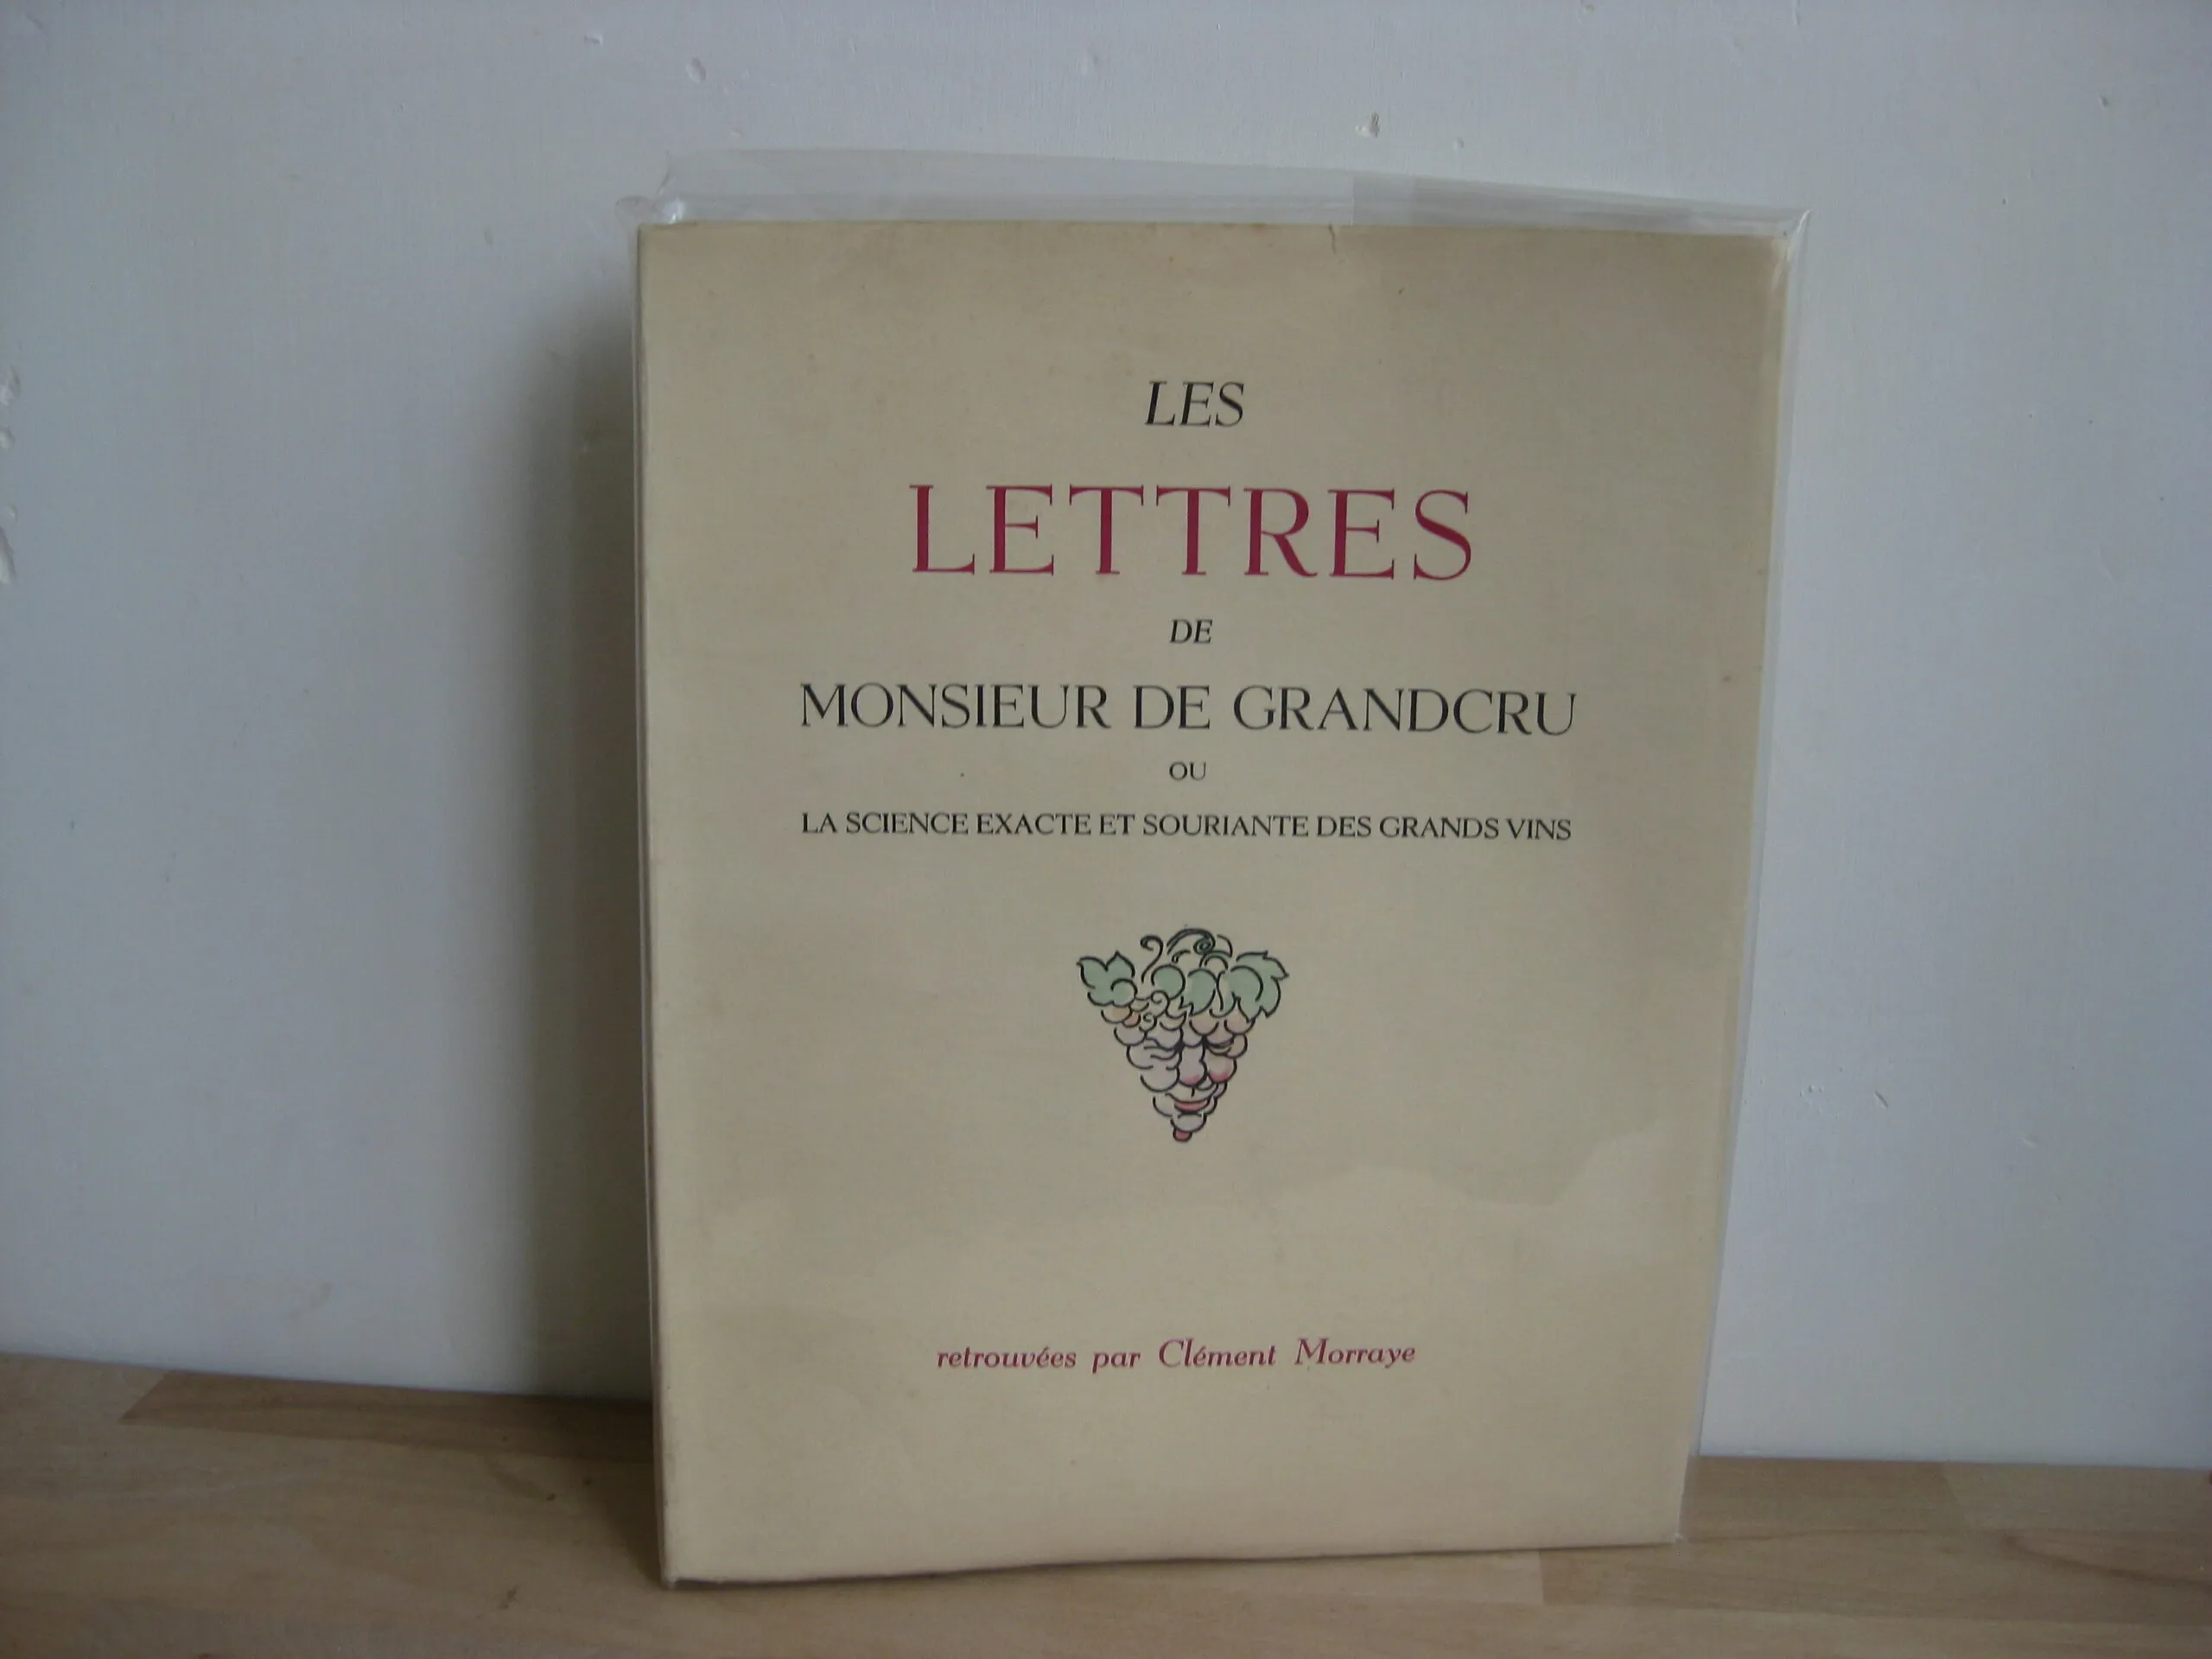 LES
LETTRES
DE
MONSIEUR DE GRANDCRU
OU
LA SCIENCE EXACTE ET SOURIANTE DES GRANDS VINS
retrouvées par Clément Morraye